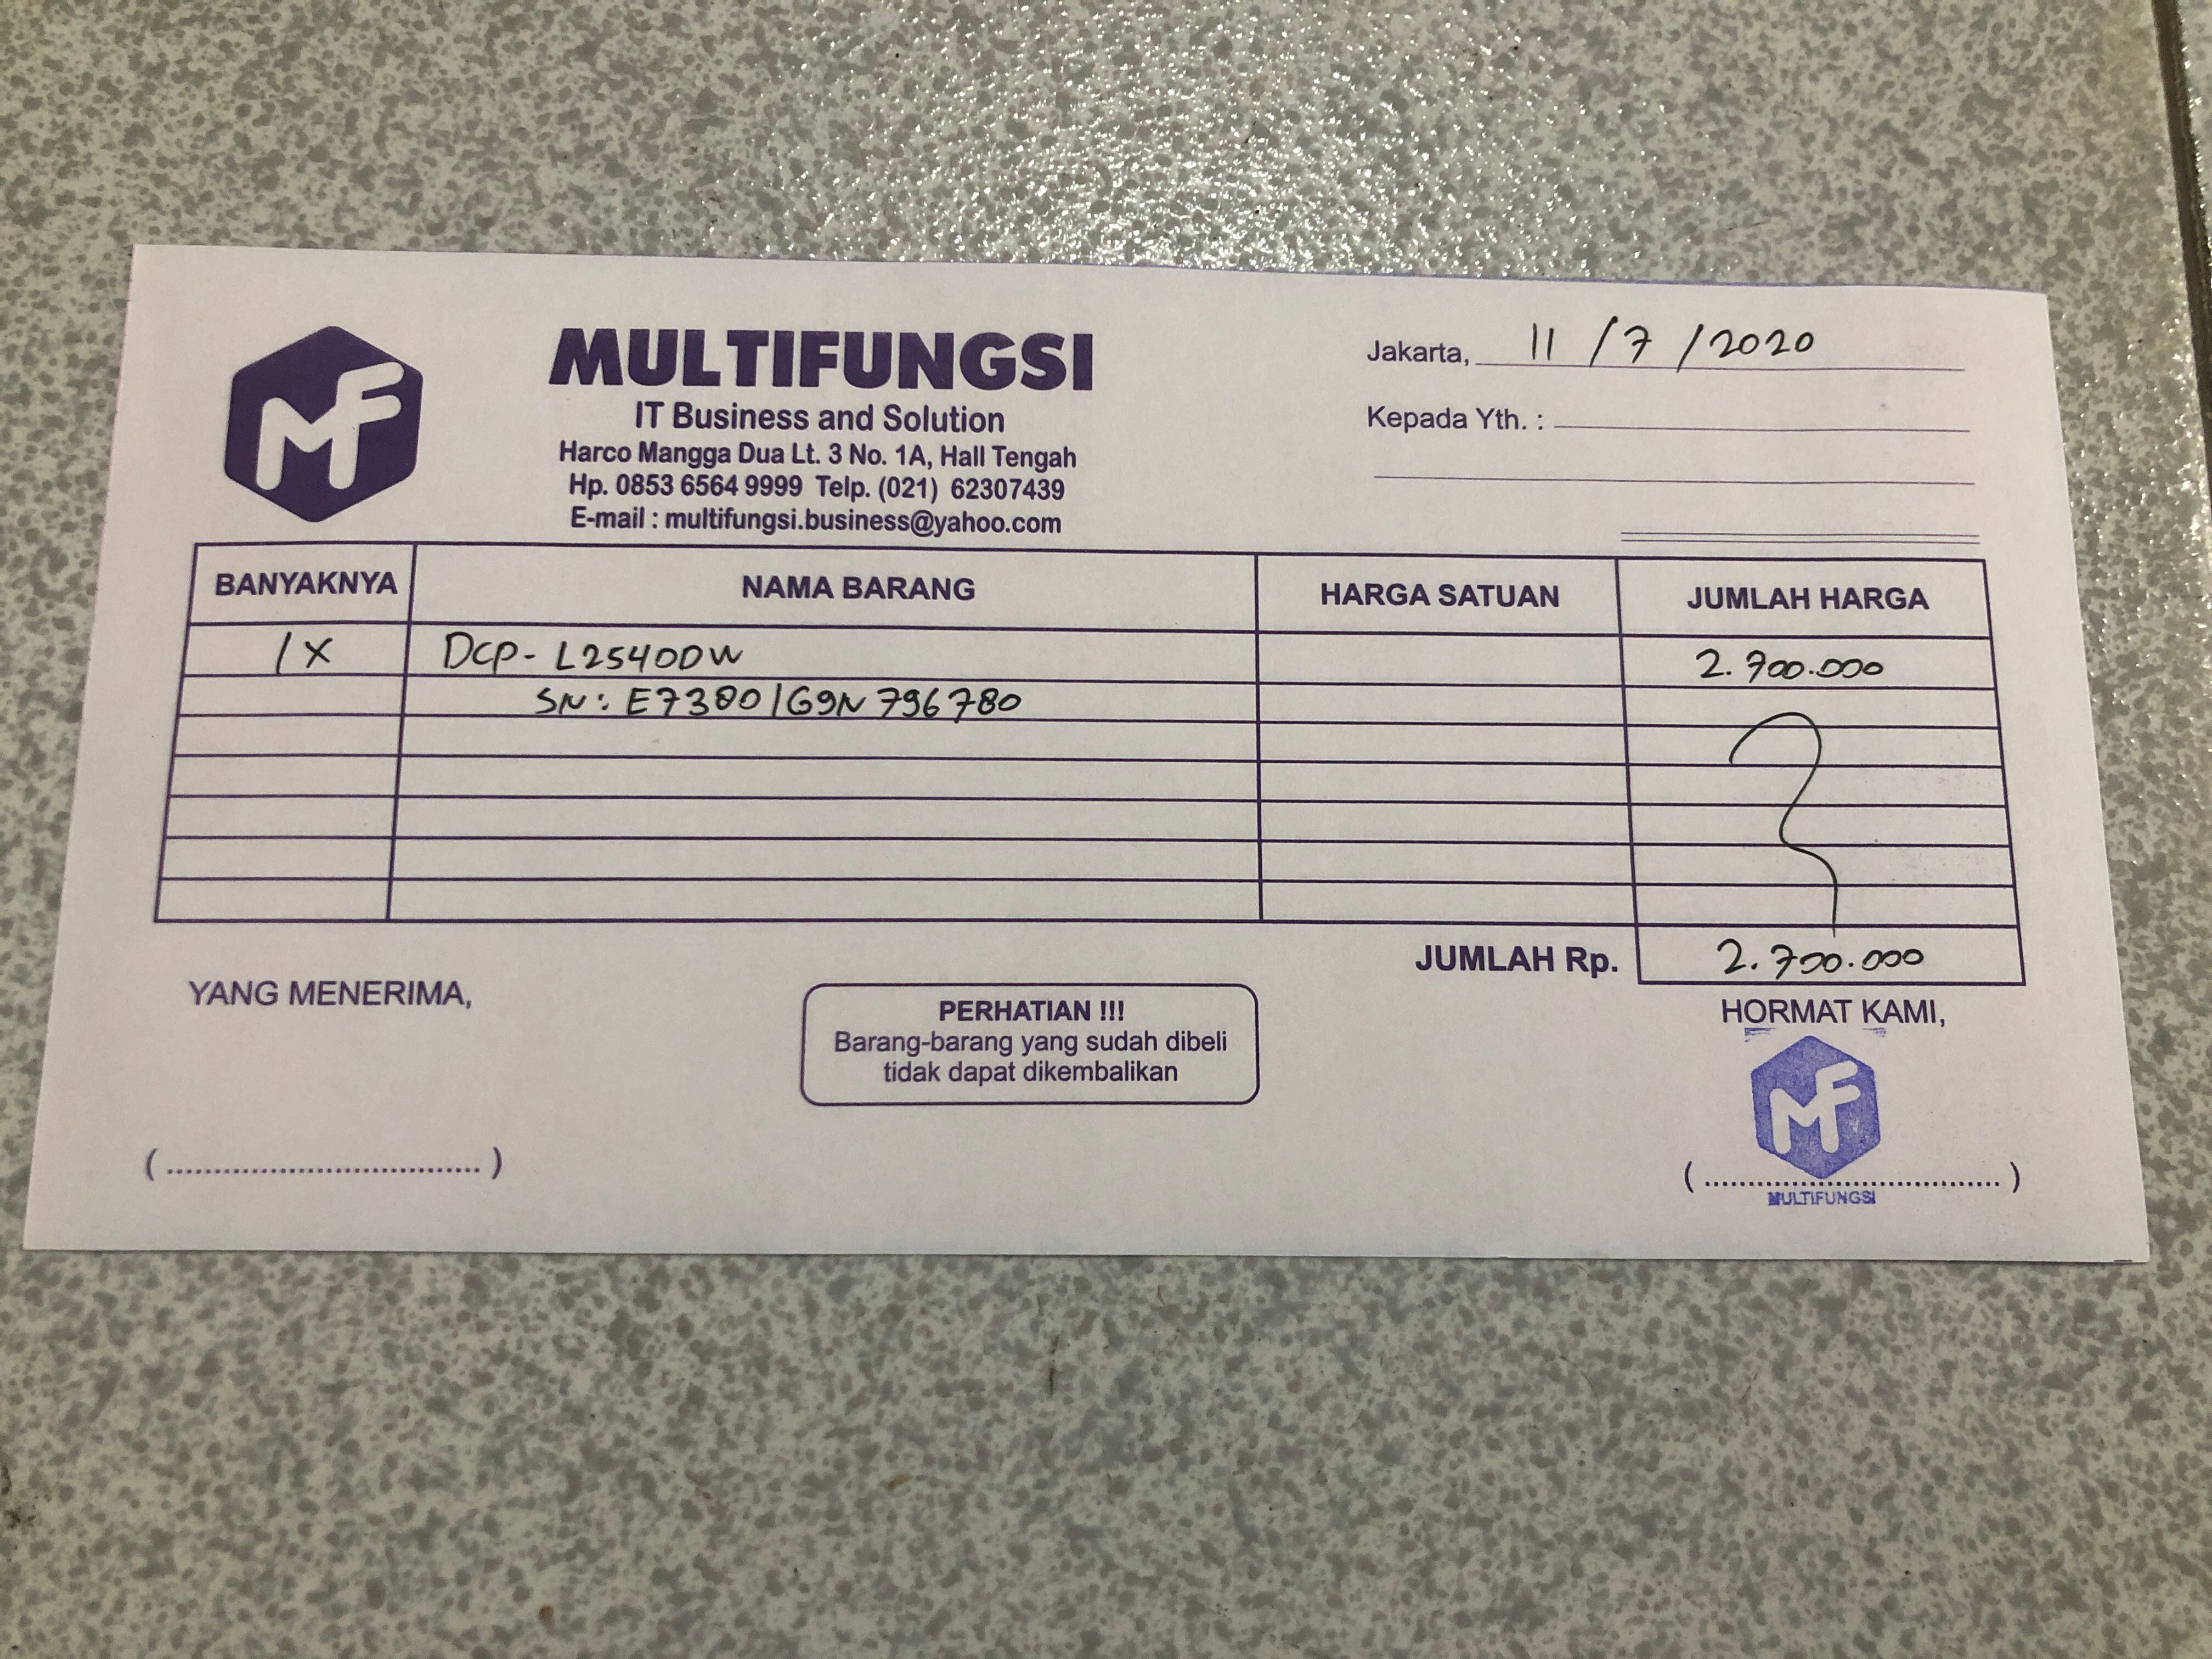 MF
MULTIFUNGSI
IT Business and Solution
Harco Mangga Dua Lt. 3 No. 1A, Hall Tengah
Hp. 0853 6564 9999 Telp. (021) 62307439
E-mail : multifungsi.business@yahoo.com
Jakarta, 11 / 7 / 2020
Kepada Yth. :
BANYAKNYA NAMA BARANG HARGA SATUAN JUMLAH HARGA
1 X DCP- L2540DW 2.700.000
SN : E73801G9N796780
JUMLAH Rp. 2.700.000
YANG MENERIMA,
PERHATIAN !!!
Barang-barang yang sudah dibeli
tidak dapat dikembalikan
HORMAT KAMI,
MF
(................................) (................................)
MULTIFUNGSI